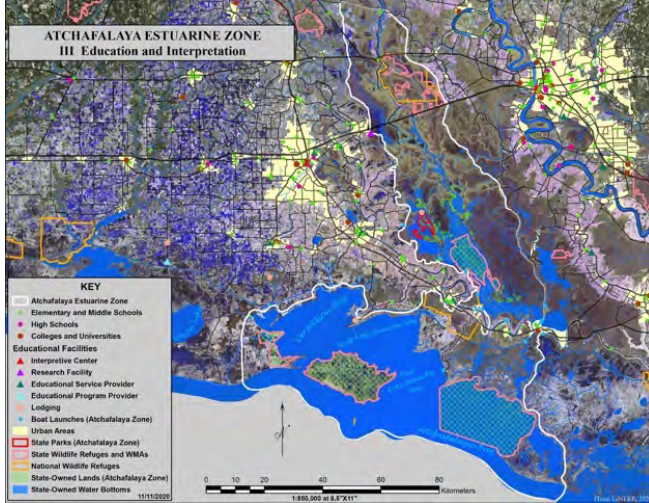 ATCHAFALAYA ESTUARINE ZONE
III Education and Interpretation
KEY
Atchafalaya Estuarine Zone
Elementary and Middle Schools
High Schools
Colleges and Universities
Educational Facilities
Interpretive Center
Research Facility
Educational Service Provider
Educational Program Provider
Lodging
Boat Launches (Atchafalaya Zone)
Urban Areas
State Parks (Atchafalaya Zone)
State Wildlife Refuges and WMAs
National Wildlife Refuges
State-Owned Lands (Atchafalaya Zone)
State-Owned Water Bottoms
11/11/2020
0 10 20 30 40 50 60 70 80
Kilometers
1:850,000 at 8.5"X11"